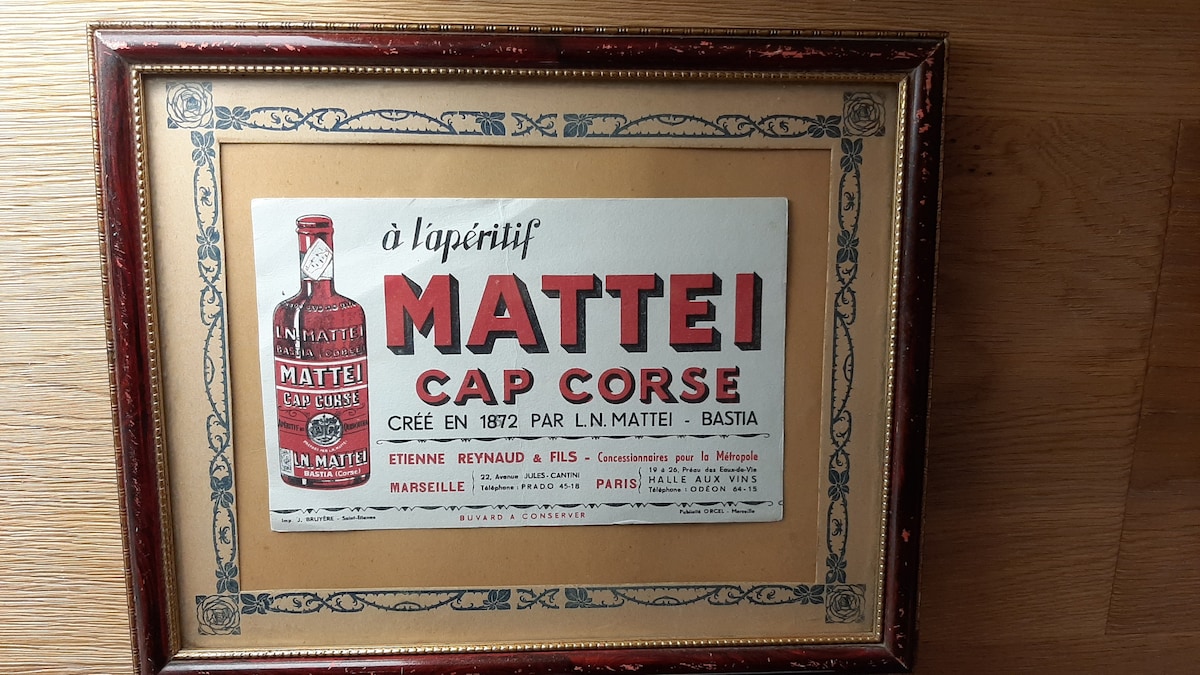 à l'apéritif
MATTEI
CAP CORSE
CRÉÉ EN 1872 PAR L.N. MATTEI - BASTIA
ETIENNE REYNAUD & FILS - Concessionnaires pour la Métropole
MARSEILLE 22, Avenue JULES-CANTINI
Téléphone : PRADO 45-18
PARIS 19 à 26, Préau des Eaux-de-Vie
HALLE AUX VINS
Téléphone : ODÉON 64-15
Imp. J. BRUYÈRE - Saint-Etienne
BUVARD A CONSERVER
Publicité ORCEL - Marseille
L.N. MATTEI
BASTIA (CORSE)
MATTEI
CAP CORSE
L.N. MATTEI
BASTIA (Corse)